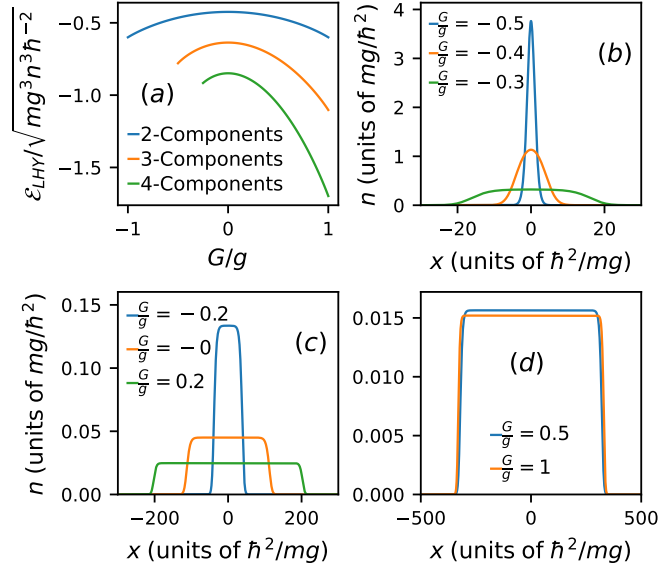 ℰ_LHY/√mg³n³ħ⁻²
−0.5
−1.0
−1.5
(a)
2-Components
3-Components
4-Components
−1
0
1
G/g
n (units of mg/ħ²)
4
3
2
1
0
G/g = −0.5
G/g = −0.4
G/g = −0.3
(b)
−20
0
20
x (units of ħ²/mg)
n (units of mg/ħ²)
0.15
0.10
0.05
0.00
G/g = −0.2
G/g = −0
G/g = 0.2
(c)
−200
0
200
x (units of ħ²/mg)
0.015
0.010
0.005
0.000
(d)
G/g = 0.5
G/g = 1
−500
0
500
x (units of ħ²/mg)